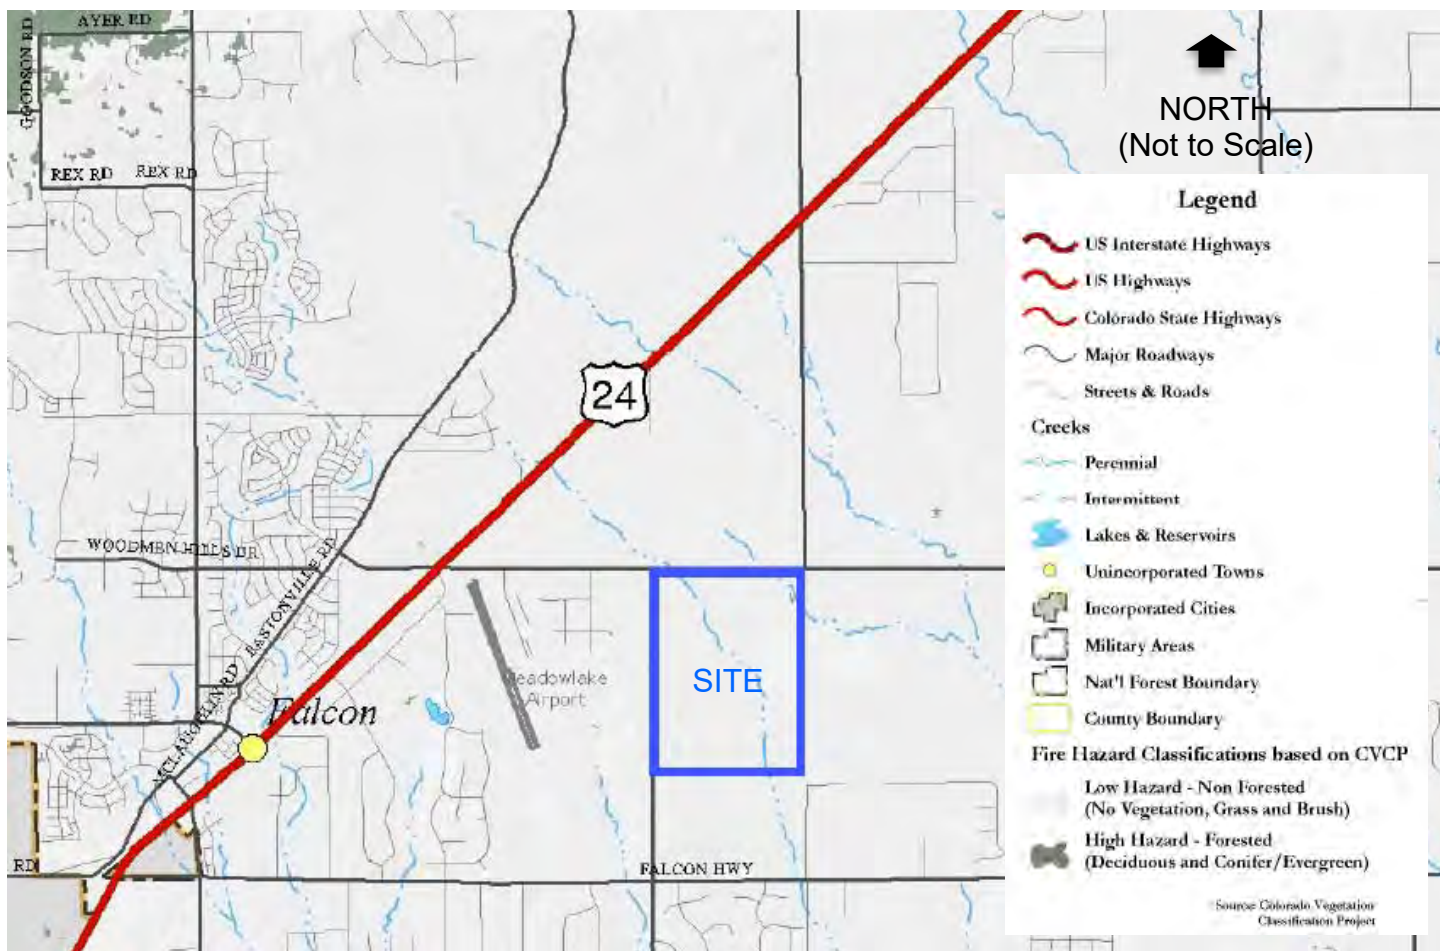 AYER RD
GOODSON RD
REX RD
REX RD
NORTH
(Not to Scale)
24
WOODMEN HILLS DR
EASTONVILLE RD
MCLAUGHLIN RD
Falcon
Meadowlake
Airport
SITE
RD
FALCON HWY
Legend
US Interstate Highways
US Highways
Colorado State Highways
Major Roadways
Streets & Roads
Creeks
Perennial
Intermittent
Lakes & Reservoirs
Unincorporated Towns
Incorporated Cities
Military Areas
Nat'l Forest Boundary
County Boundary
Fire Hazard Classifications based on CVCP
Low Hazard - Non Forested
(No Vegetation, Grass and Brush)
High Hazard - Forested
(Deciduous and Conifer/Evergreen)
Source: Colorado Vegetation
Classification Project